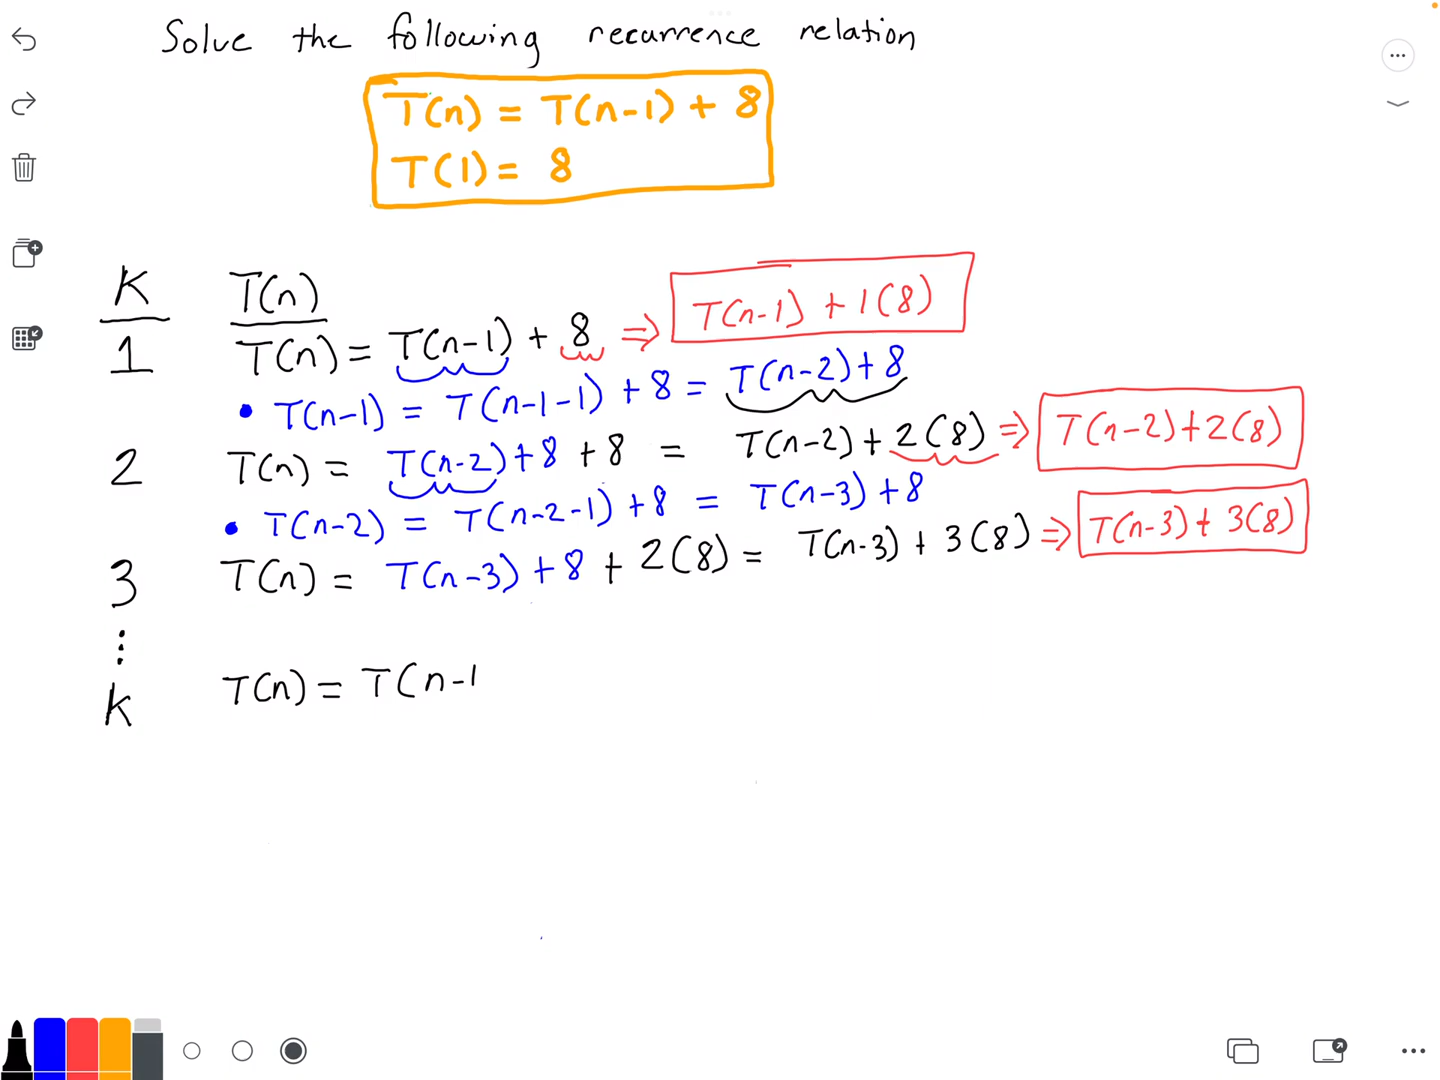 Solve the following recurrence relation
T(n) = T(n-1) + 8
T(1) = 8
K T(n)
1 T(n) = T(n-1) + 8 ⇒ T(n-1) + 1(8)
• T(n-1) = T(n-1-1) + 8 = T(n-2)+8
2 T(n) = T(n-2)+8 +8 = T(n-2)+2(8) ⇒ T(n-2)+2(8)
• T(n-2) = T(n-2-1) +8 = T(n-3)+8
3 T(n) = T(n-3)+8 + 2(8) = T(n-3) + 3(8) ⇒ T(n-3)+ 3(8)
⋮
k T(n) = T(n-1